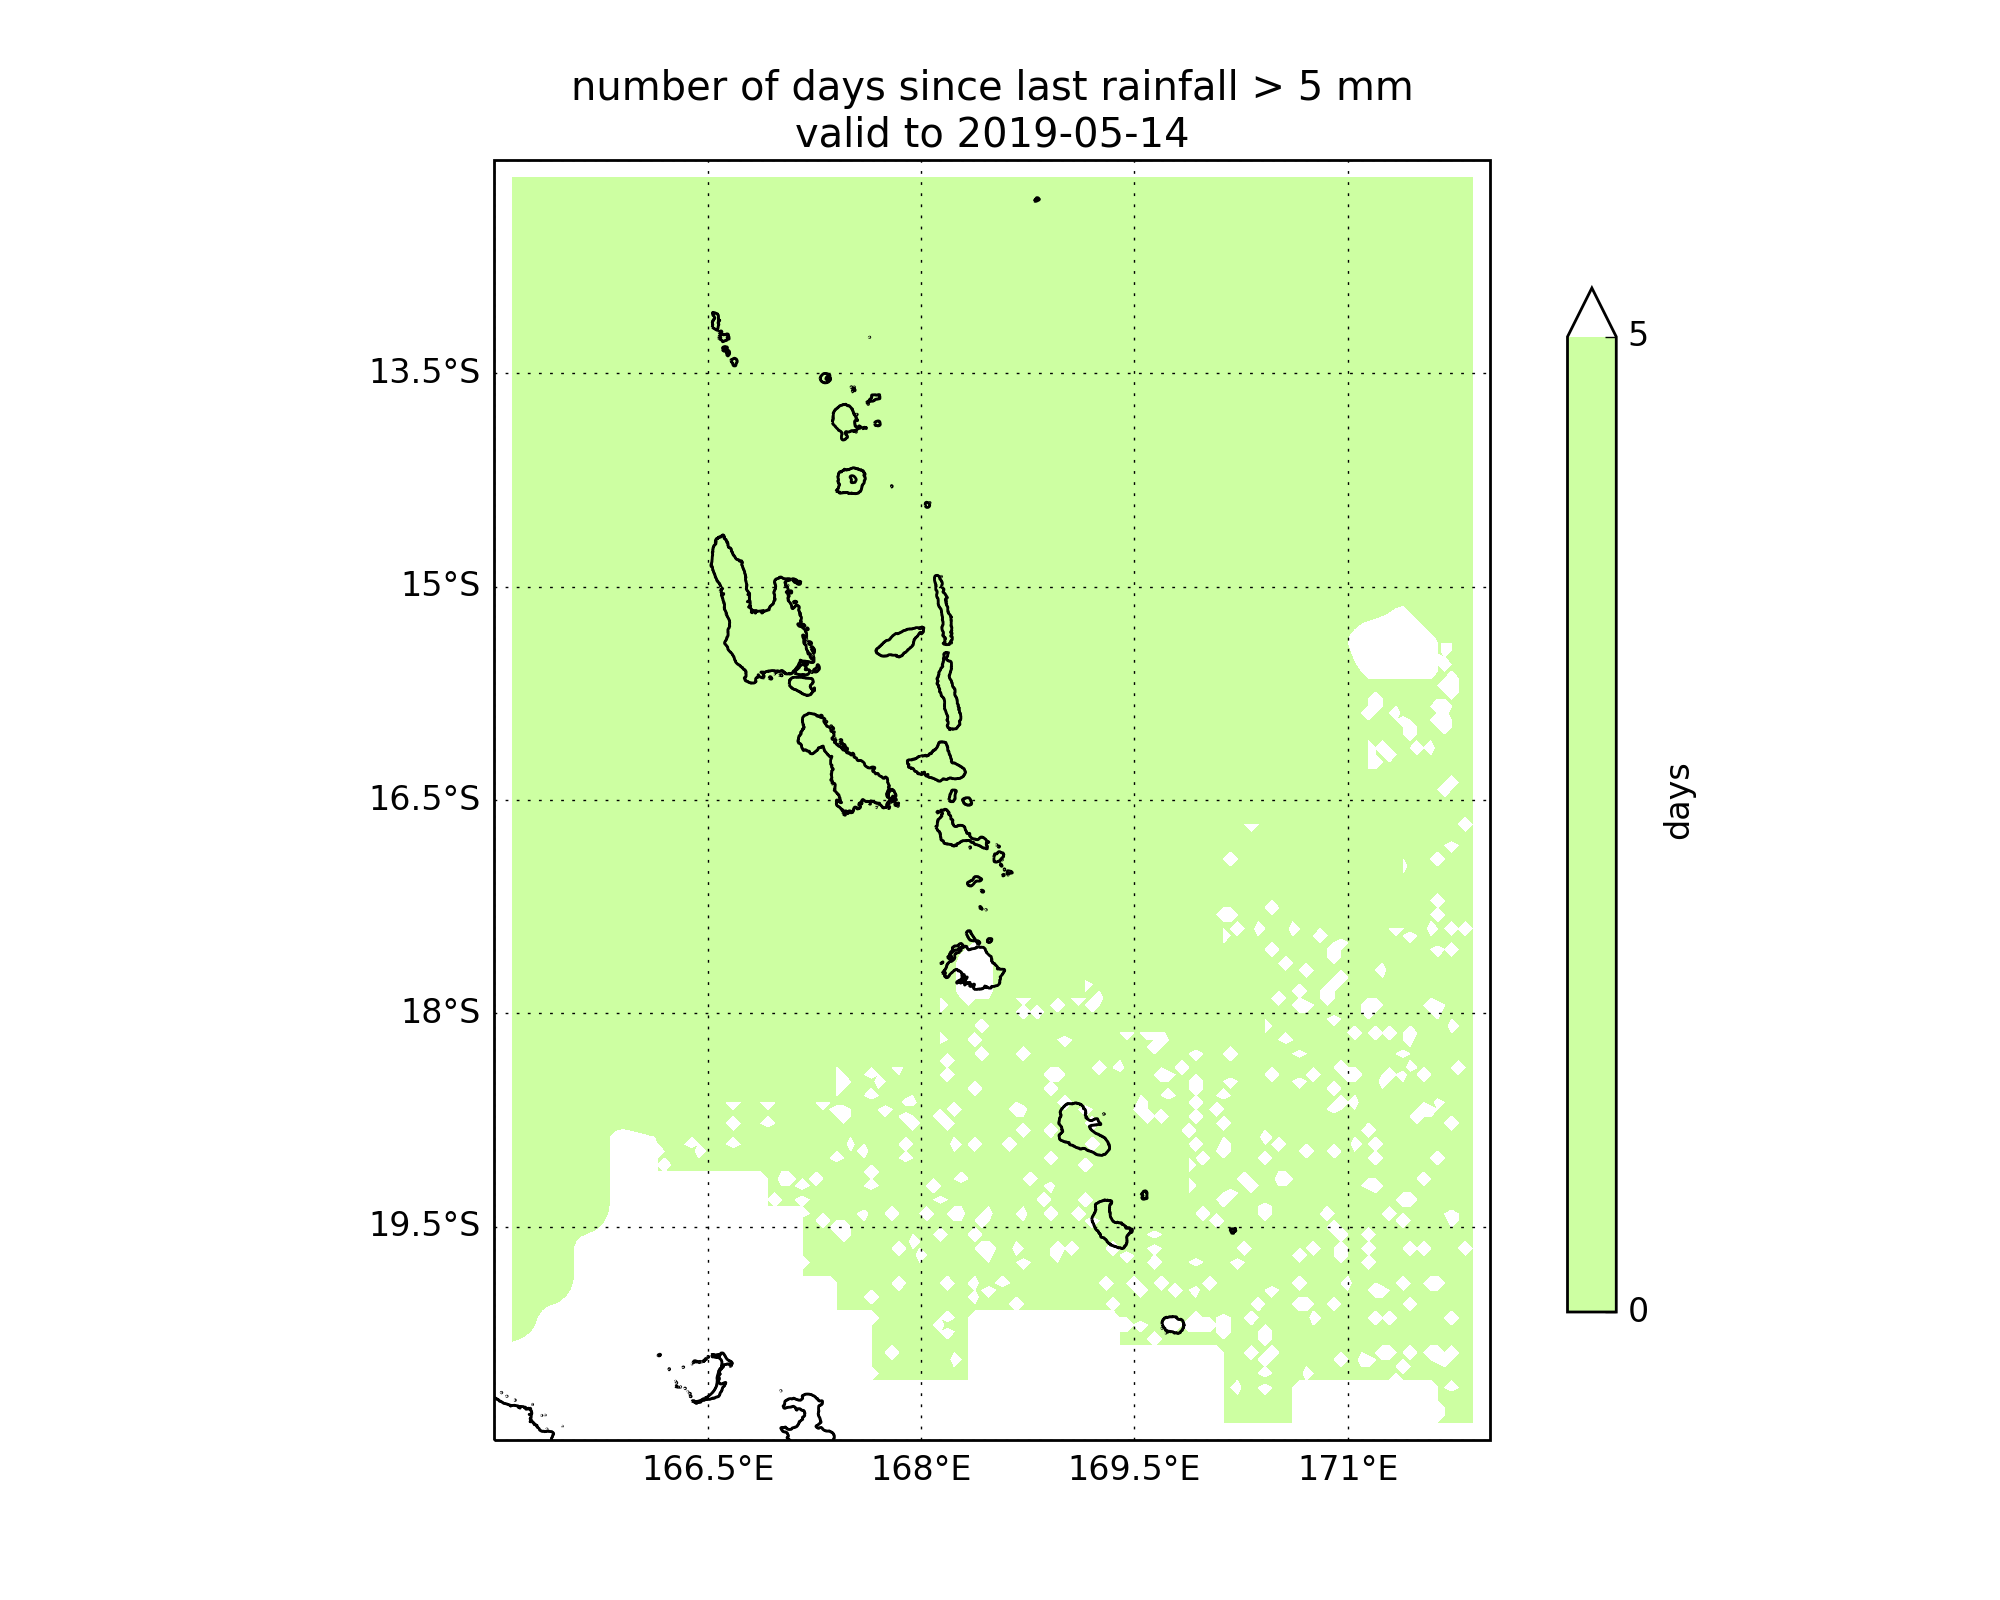 number of days since last rainfall > 5 mm
valid to 2019-05-14
13.5°S
15°S
16.5°S
18°S
19.5°S
166.5°E
168°E
169.5°E
171°E
5
0
days